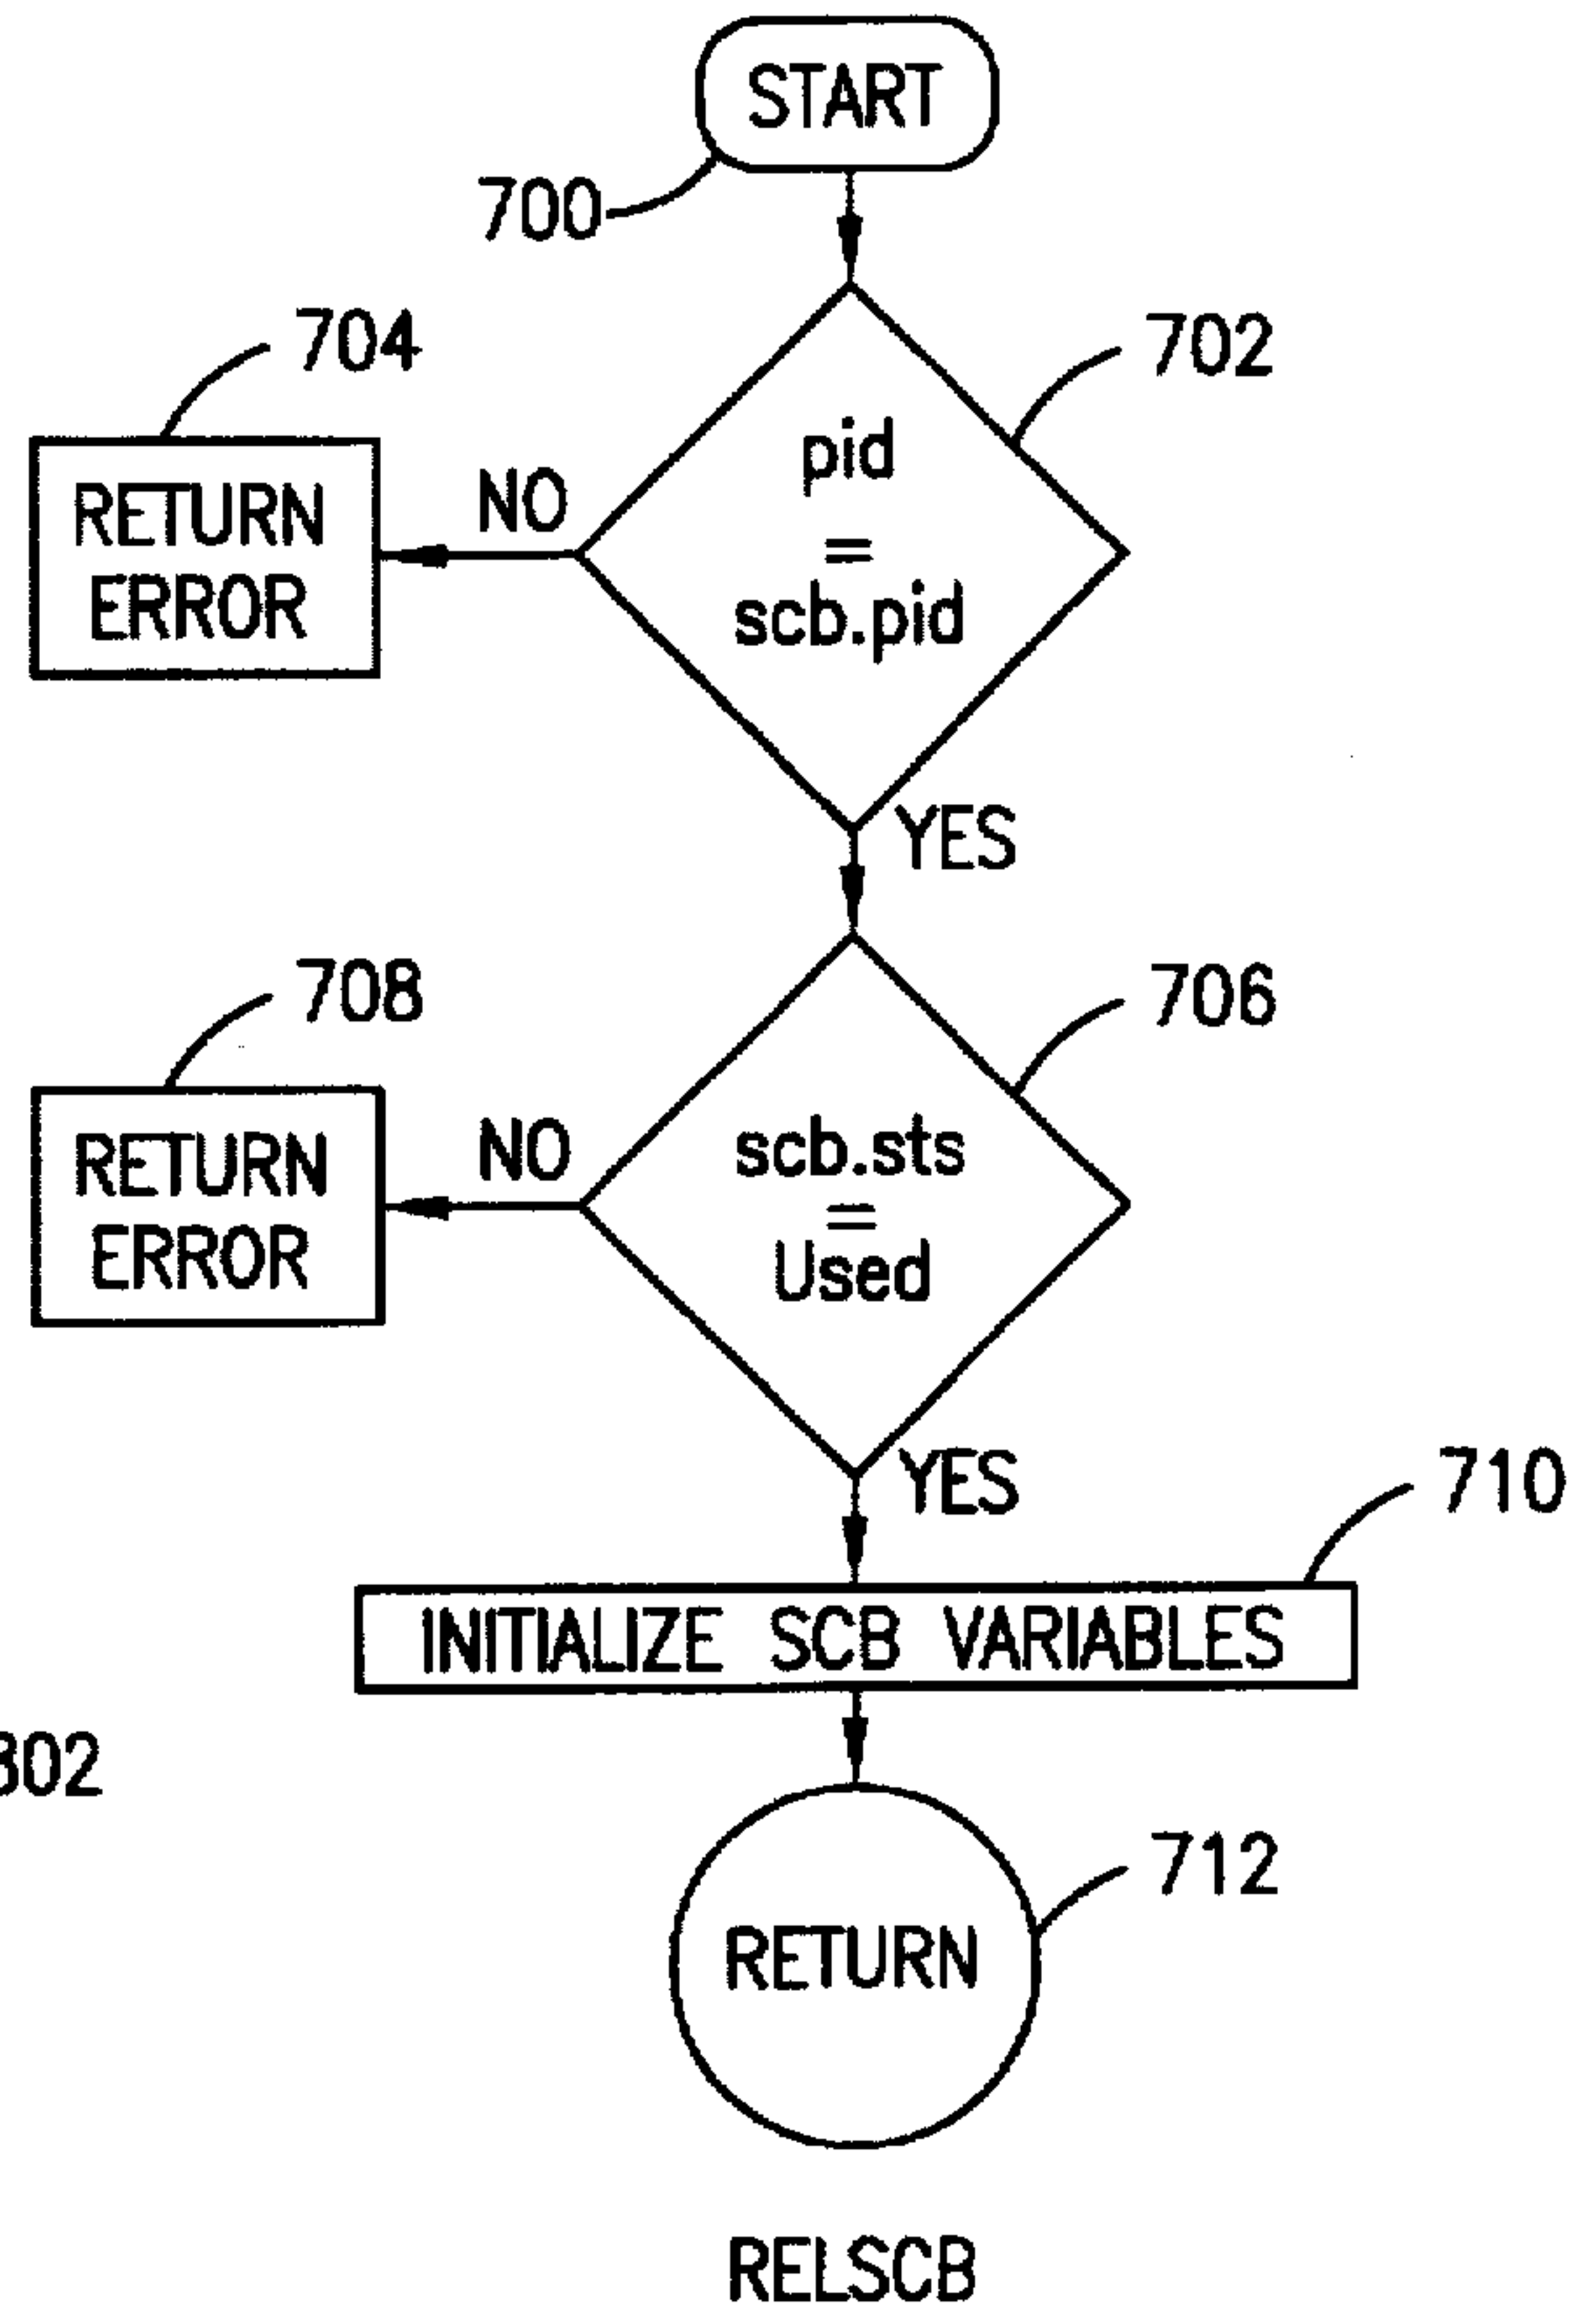 START
700
704
702
pid
=
scb.pid
NO
RETURN
ERROR
YES
708
706
scb.sts
=
Used
NO
RETURN
ERROR
YES
710
INITIALIZE SCB VARIABLES
712
RETURN
RELSCB